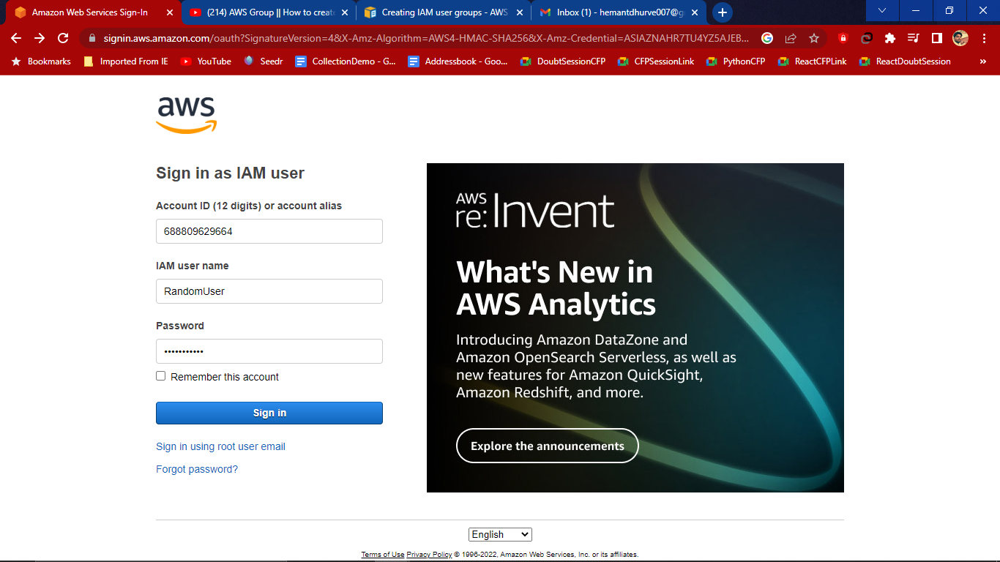 Amazon Web Services Sign-In
(214) AWS Group || How to create
Creating IAM user groups - AWS
Inbox (1) - hemantdhurve007@g
signin.aws.amazon.com/oauth?SignatureVersion=4&X-Amz-Algorithm=AWS4-HMAC-SHA256&X-Amz-Credential=ASIAZNAHR7TU4YZ5AJEB...
Bookmarks Imported From IE YouTube Seedr CollectionDemo - G... Addressbook - Goo... DoubtSessionCFP CFPSessionLink PythonCFP ReactCFPLink ReactDoubtSession »
aws
Sign in as IAM user
Account ID (12 digits) or account alias
688809629664
IAM user name
RandomUser
Password
•••••••••••
Remember this account
Sign in
Sign in using root user email
Forgot password?
AWS
re:Invent
What's New in
AWS Analytics
Introducing Amazon DataZone and
Amazon OpenSearch Serverless, as well as
new features for Amazon QuickSight,
Amazon Redshift, and more.
Explore the announcements
English
Terms of Use Privacy Policy © 1996-2022, Amazon Web Services, Inc. or its affiliates.